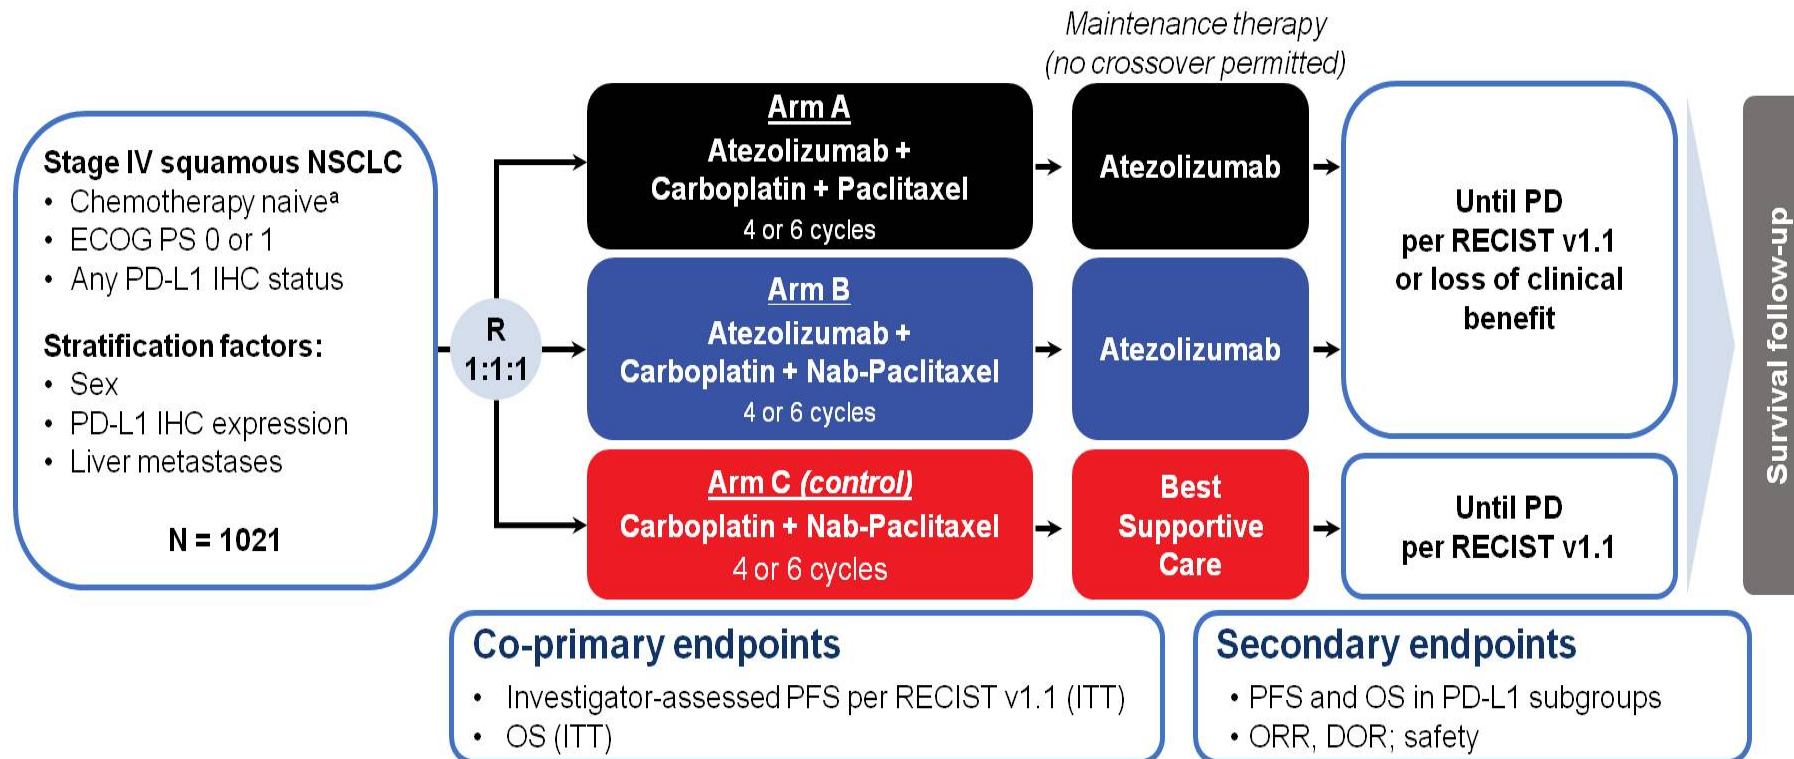 Maintenance therapy
(no crossover permitted)
Stage IV squamous NSCLC
• Chemotherapy naiveᵃ
• ECOG PS 0 or 1
• Any PD-L1 IHC status
Stratification factors:
• Sex
• PD-L1 IHC expression
• Liver metastases
N = 1021
R
1:1:1
Arm A
Atezolizumab +
Carboplatin + Paclitaxel
4 or 6 cycles
Atezolizumab
Arm B
Atezolizumab +
Carboplatin + Nab-Paclitaxel
4 or 6 cycles
Atezolizumab
Until PD
per RECIST v1.1
or loss of clinical
benefit
Arm C (control)
Carboplatin + Nab-Paclitaxel
4 or 6 cycles
Best
Supportive
Care
Until PD
per RECIST v1.1
Survival follow-up
Co-primary endpoints
• Investigator-assessed PFS per RECIST v1.1 (ITT)
• OS (ITT)
Secondary endpoints
• PFS and OS in PD-L1 subgroups
• ORR, DOR; safety